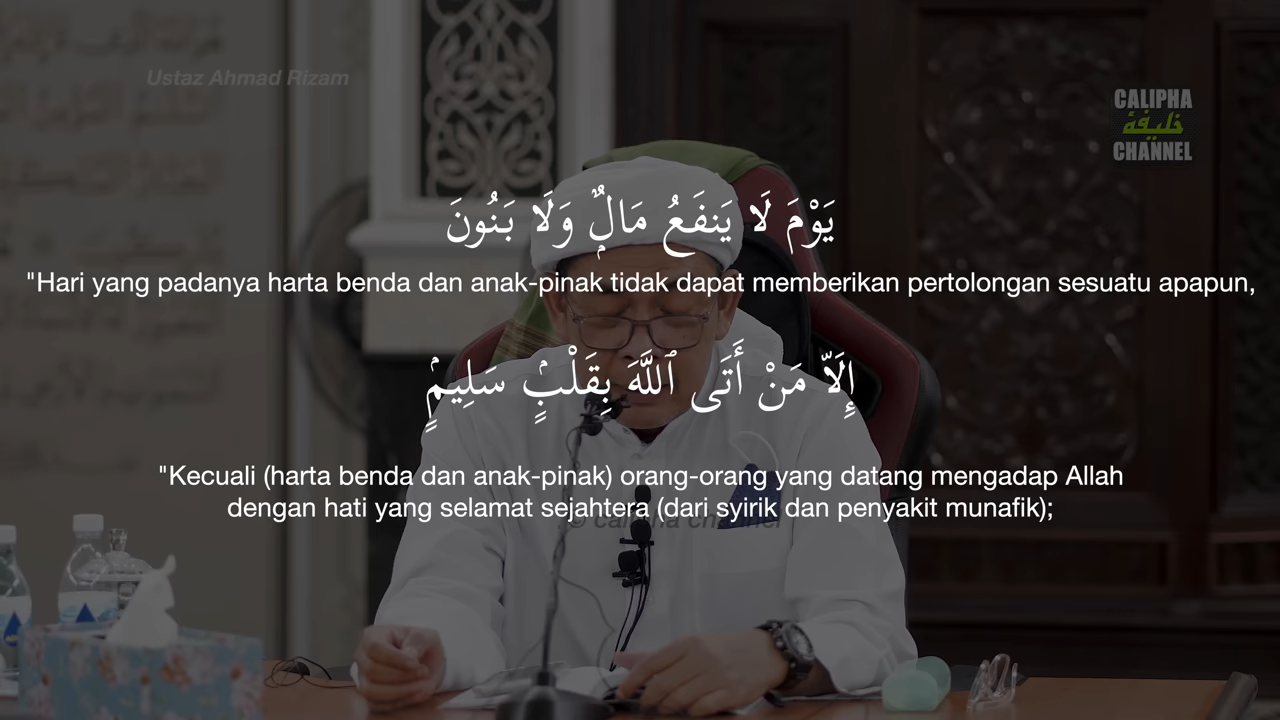 Ustaz Ahmad Rizam
CALIPHA
خليفة
CHANNEL
يَوْمَ لَا يَنفَعُ مَالٌ وَلَا بَنُونَ
"Hari yang padanya harta benda dan anak-pinak tidak dapat memberikan pertolongan sesuatu apapun,
إِلَّا مَنْ أَتَى ٱللَّهَ بِقَلْبٍ سَلِيمٍ
"Kecuali (harta benda dan anak-pinak) orang-orang yang datang mengadap Allah
dengan hati yang selamat sejahtera (dari syirik dan penyakit munafik);
© calipha channel